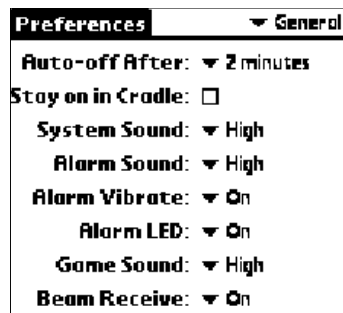 Preferences General
Auto-off After: 2 minutes
Stay on in Cradle:
System Sound: High
Alarm Sound: High
Alarm Vibrate: On
Alarm LED: On
Game Sound: High
Beam Receive: On